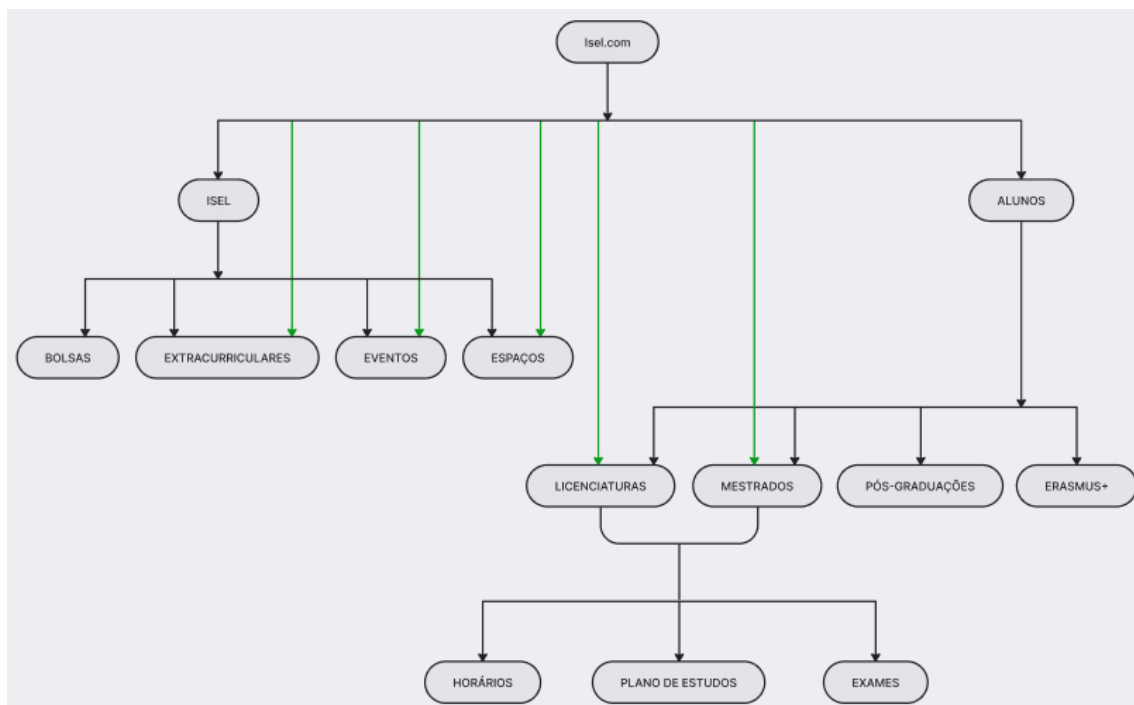 Isel.com
ISEL
ALUNOS
BOLSAS
EXTRACURRICULARES
EVENTOS
ESPAÇOS
LICENCIATURAS
MESTRADOS
PÓS-GRADUAÇÕES
ERASMUS+
HORÁRIOS
PLANO DE ESTUDOS
EXAMES